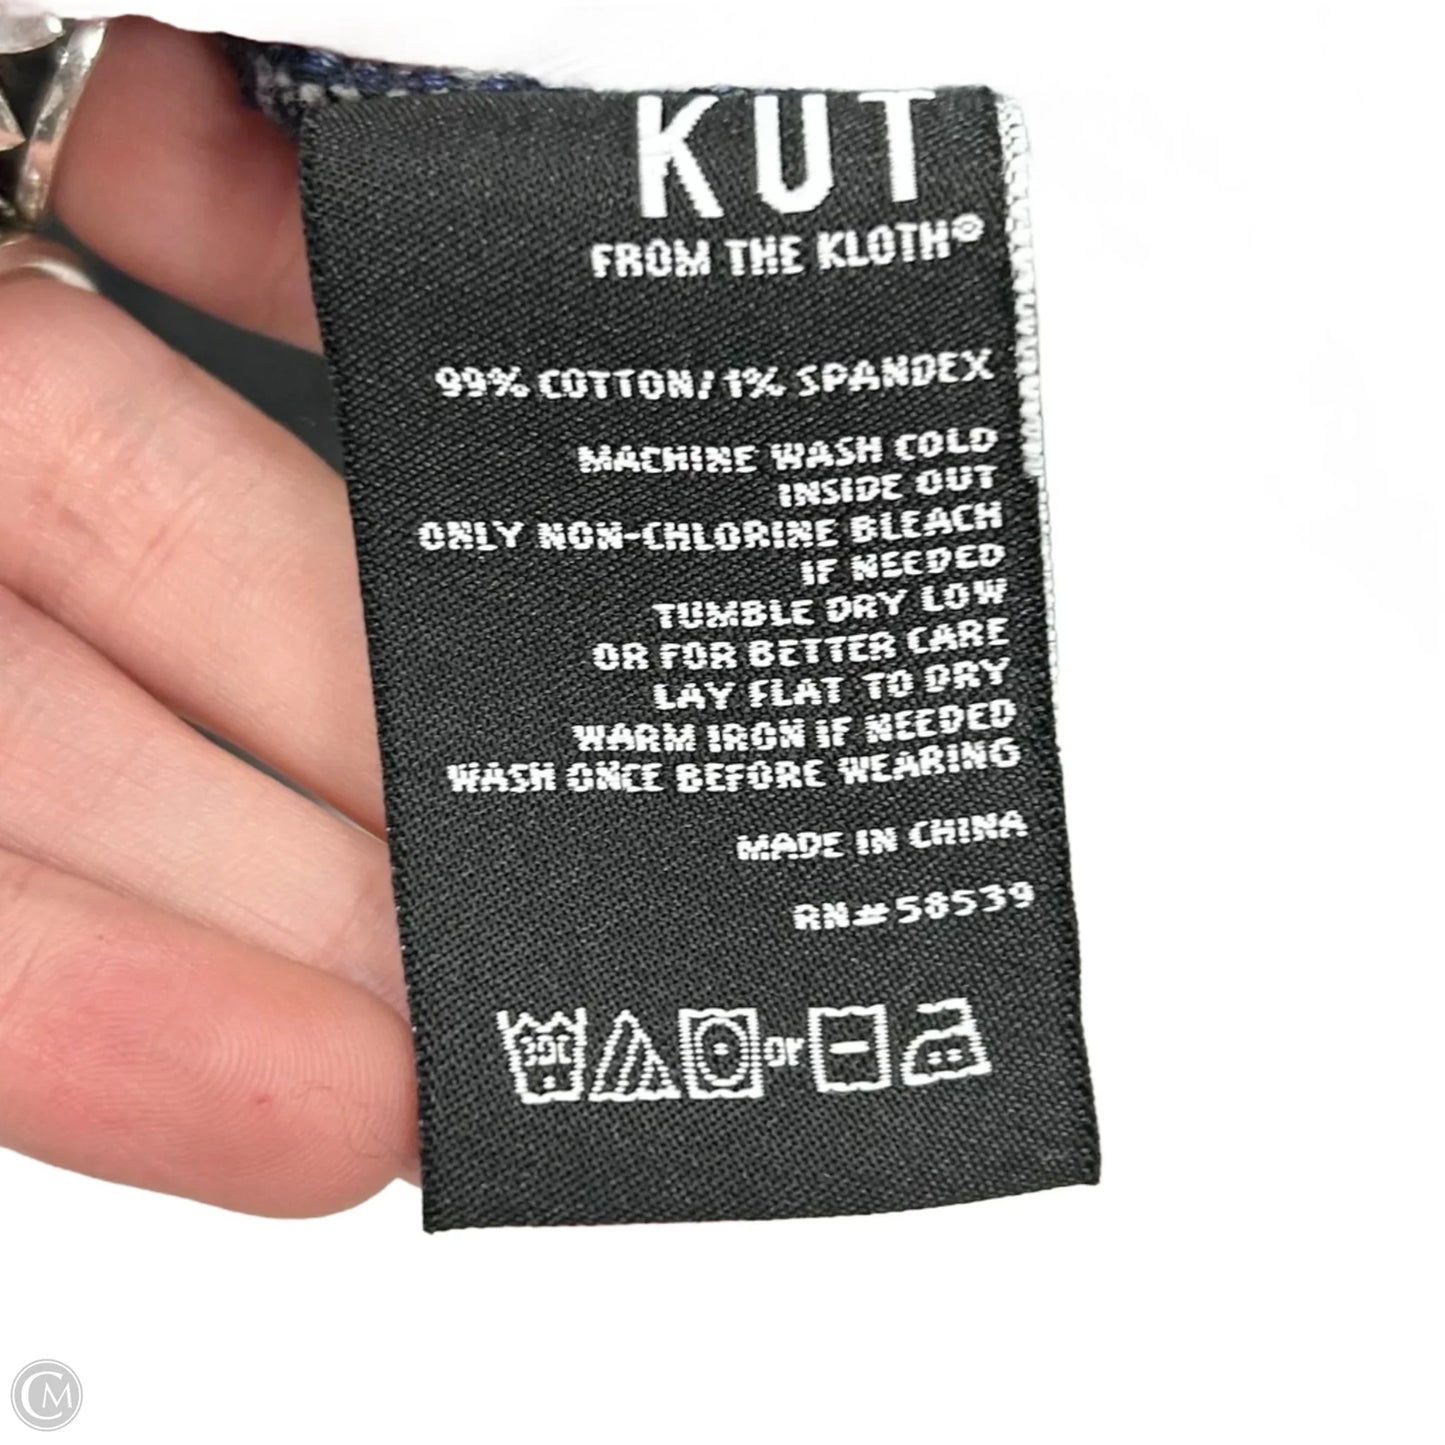 KUT
FROM THE KLOTH®
99% COTTON/1% SPANDEX
MACHINE WASH COLD
INSIDE OUT
ONLY NON-CHLORINE BLEACH
IF NEEDED
TUMBLE DRY LOW
OR FOR BETTER CARE
LAY FLAT TO DRY
WARM IRON IF NEEDED
WASH ONCE BEFORE WEARING
MADE IN CHINA
RN#58539
30C
or
CM